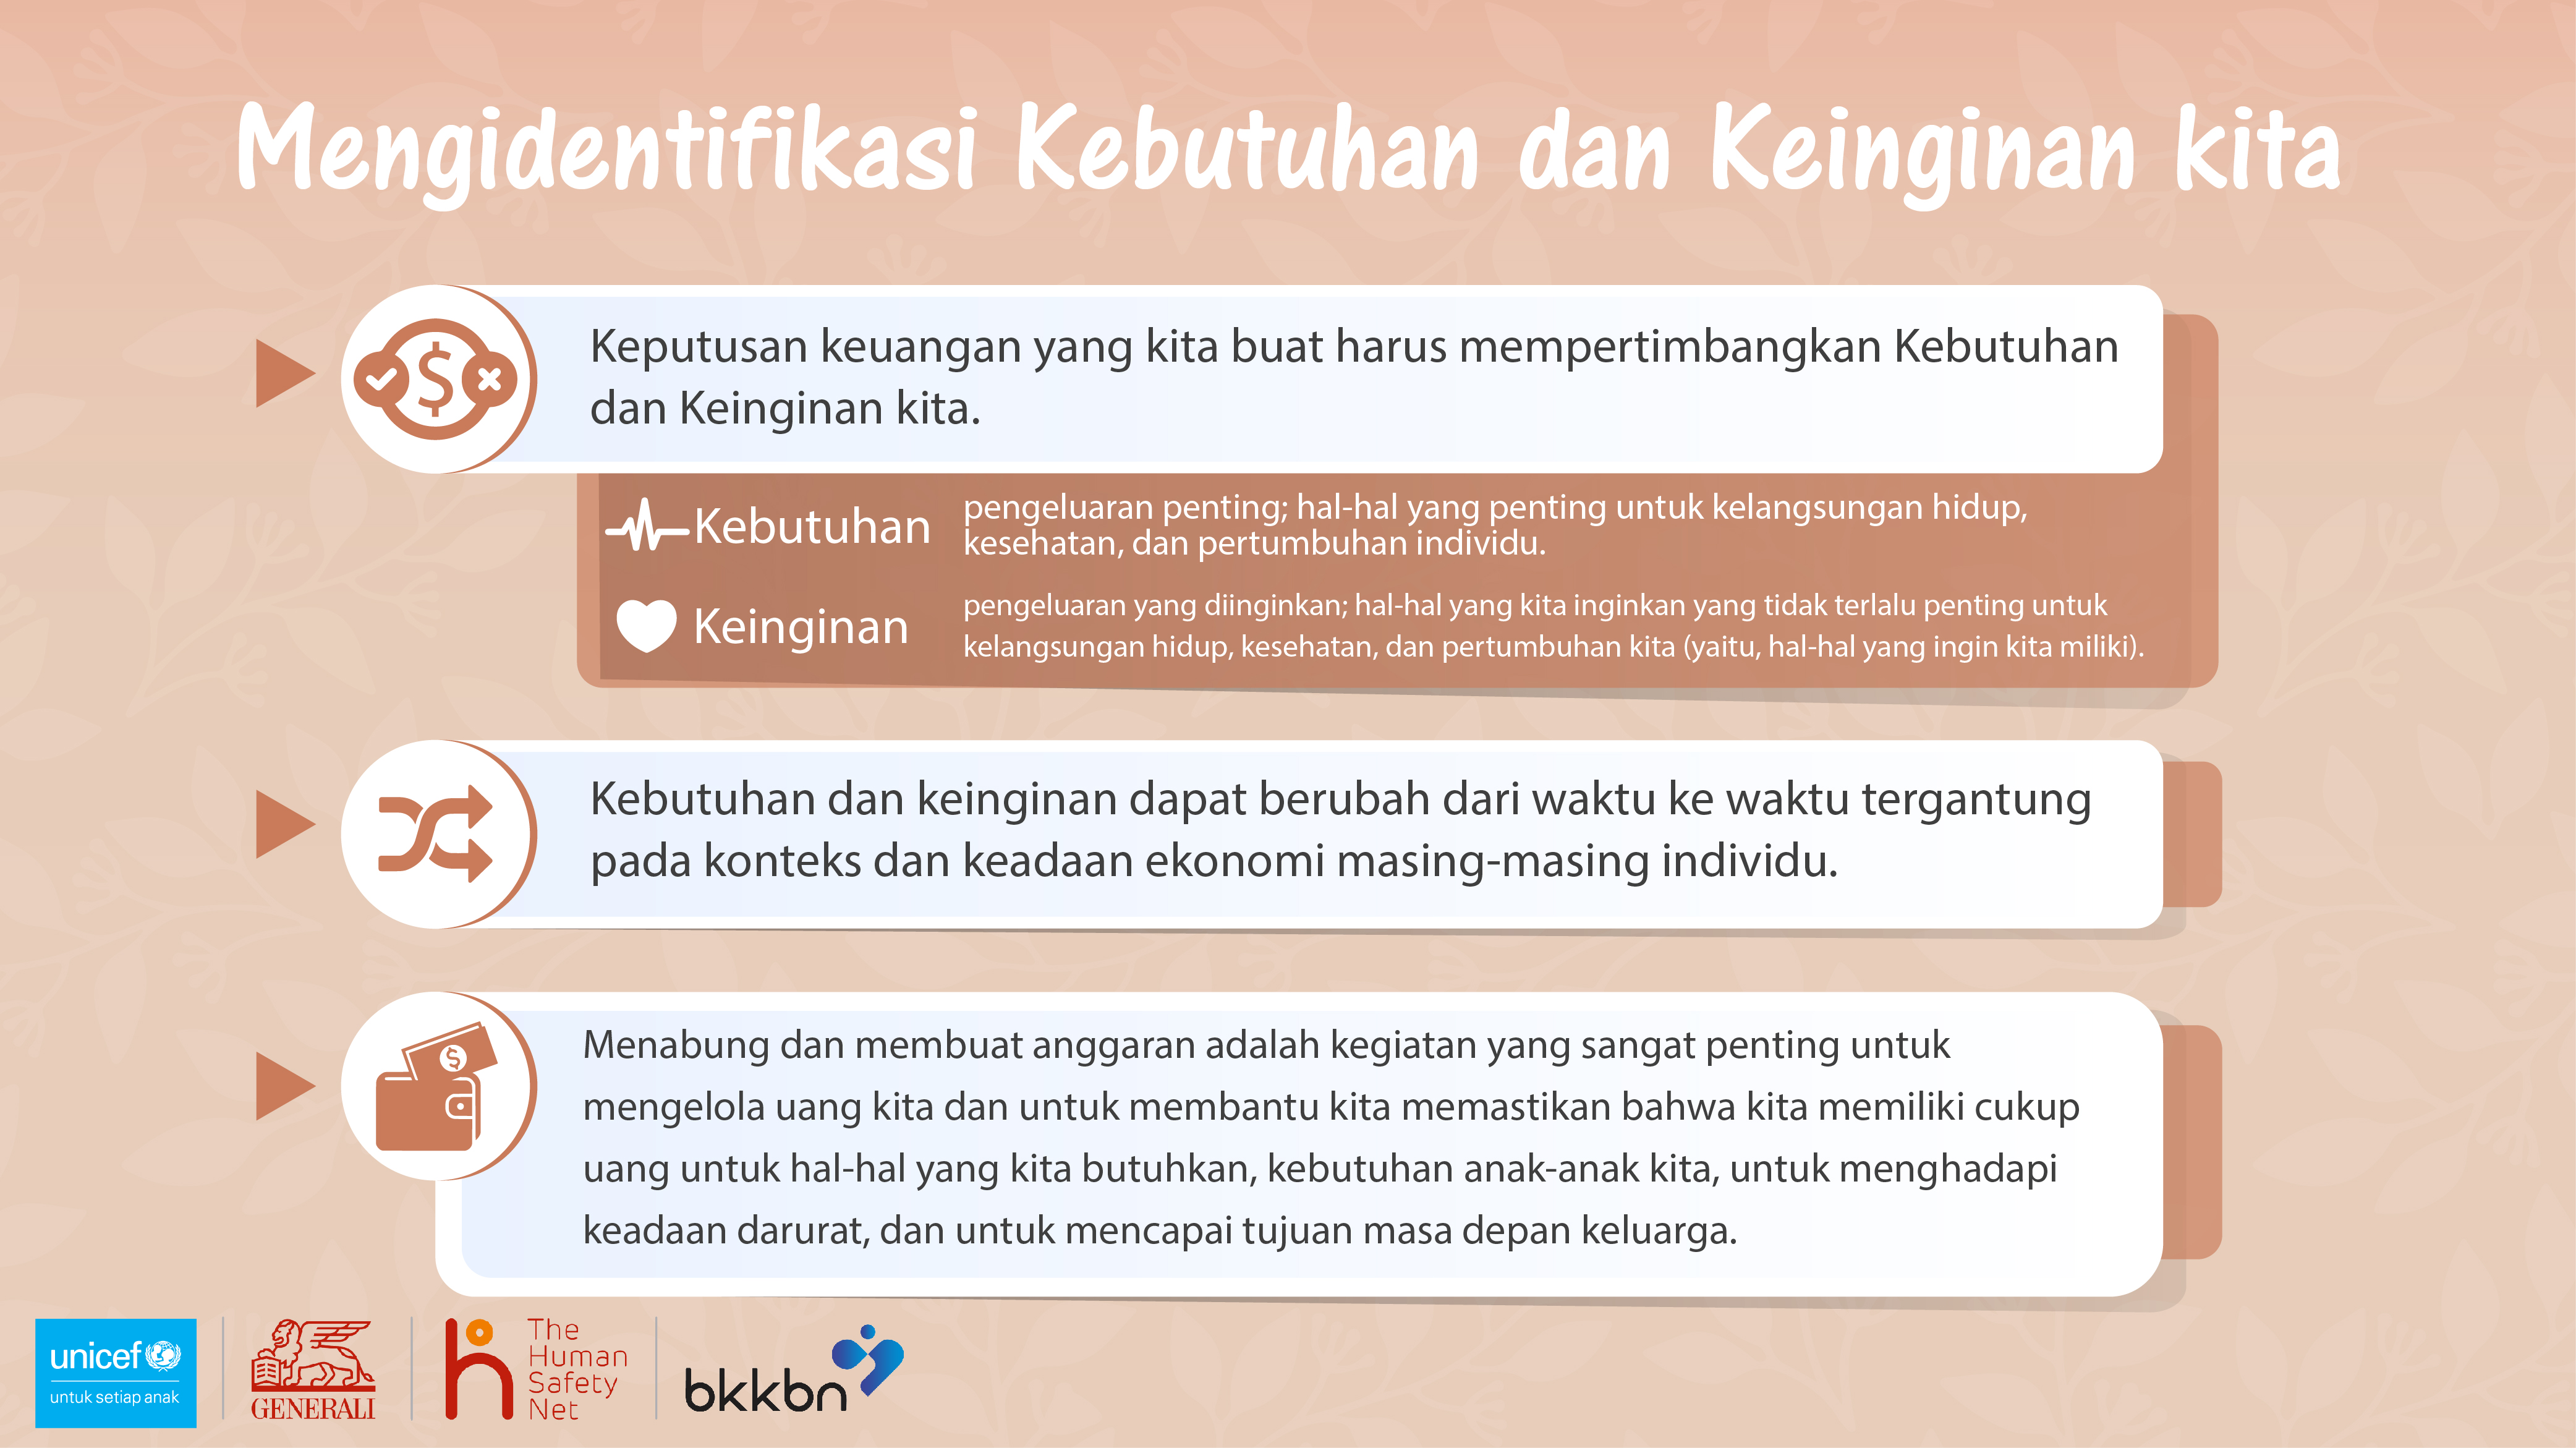 Mengidentifikasi Kebutuhan dan Keinginan kita
Keputusan keuangan yang kita buat harus mempertimbangkan Kebutuhan
dan Keinginan kita.
Kebutuhan
pengeluaran penting; hal-hal yang penting untuk kelangsungan hidup,
kesehatan, dan pertumbuhan individu.
Keinginan
pengeluaran yang diinginkan; hal-hal yang kita inginkan yang tidak terlalu penting untuk
kelangsungan hidup, kesehatan, dan pertumbuhan kita (yaitu, hal-hal yang ingin kita miliki).
Kebutuhan dan keinginan dapat berubah dari waktu ke waktu tergantung
pada konteks dan keadaan ekonomi masing-masing individu.
Menabung dan membuat anggaran adalah kegiatan yang sangat penting untuk
mengelola uang kita dan untuk membantu kita memastikan bahwa kita memiliki cukup
uang untuk hal-hal yang kita butuhkan, kebutuhan anak-anak kita, untuk menghadapi
keadaan darurat, dan untuk mencapai tujuan masa depan keluarga.
unicef
untuk setiap anak
GENERALI
The
Human
Safety
Net
bkkbn